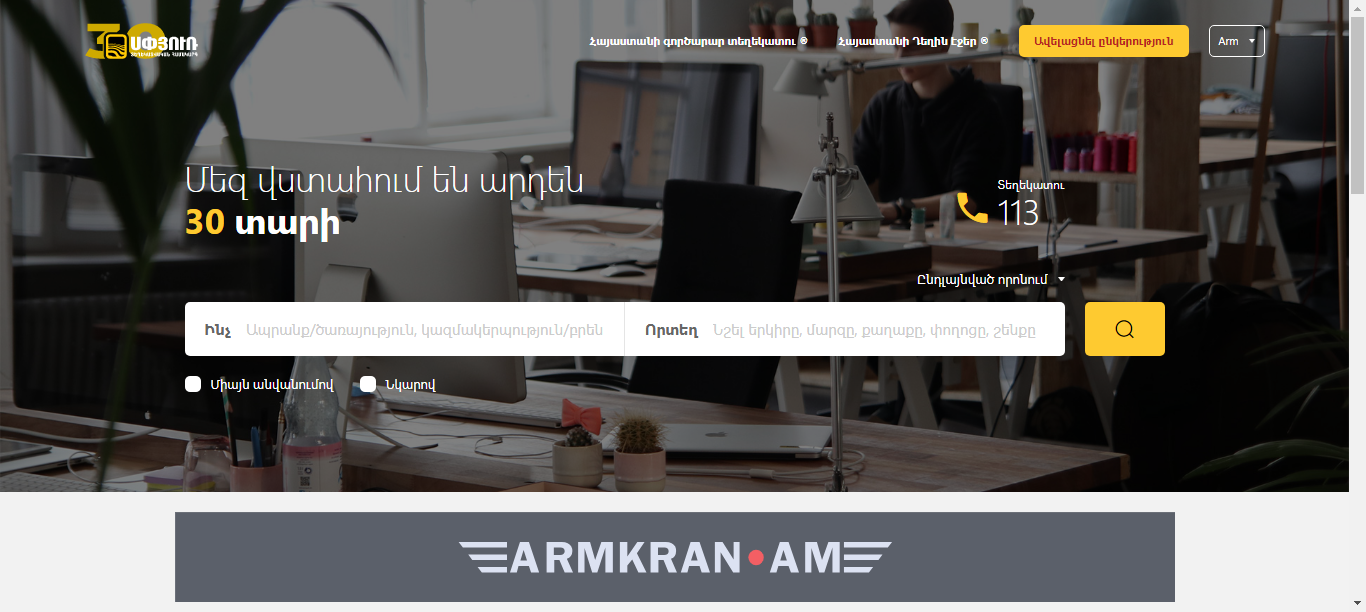 30 ՍՓՅՈՒՌ
Հայաստանի գործարար տեղեկատու ®
Հայաստանի Դեղին Էջեր ®
Ավելացնել ընկերություն
Arm
Մեզ վստահում են արդեն
30 տարի
Տեղեկատու
113
Ընդլայնված որոնում
Ինչ Ապրանք/ծառայություն, կազմակերպություն/բրեն
Որտեղ Նշել երկիրը, մարզը, քաղաքը, փողոցը, շենքը
Միայն անվանումով
Նկարով
ARMKRAN•AM